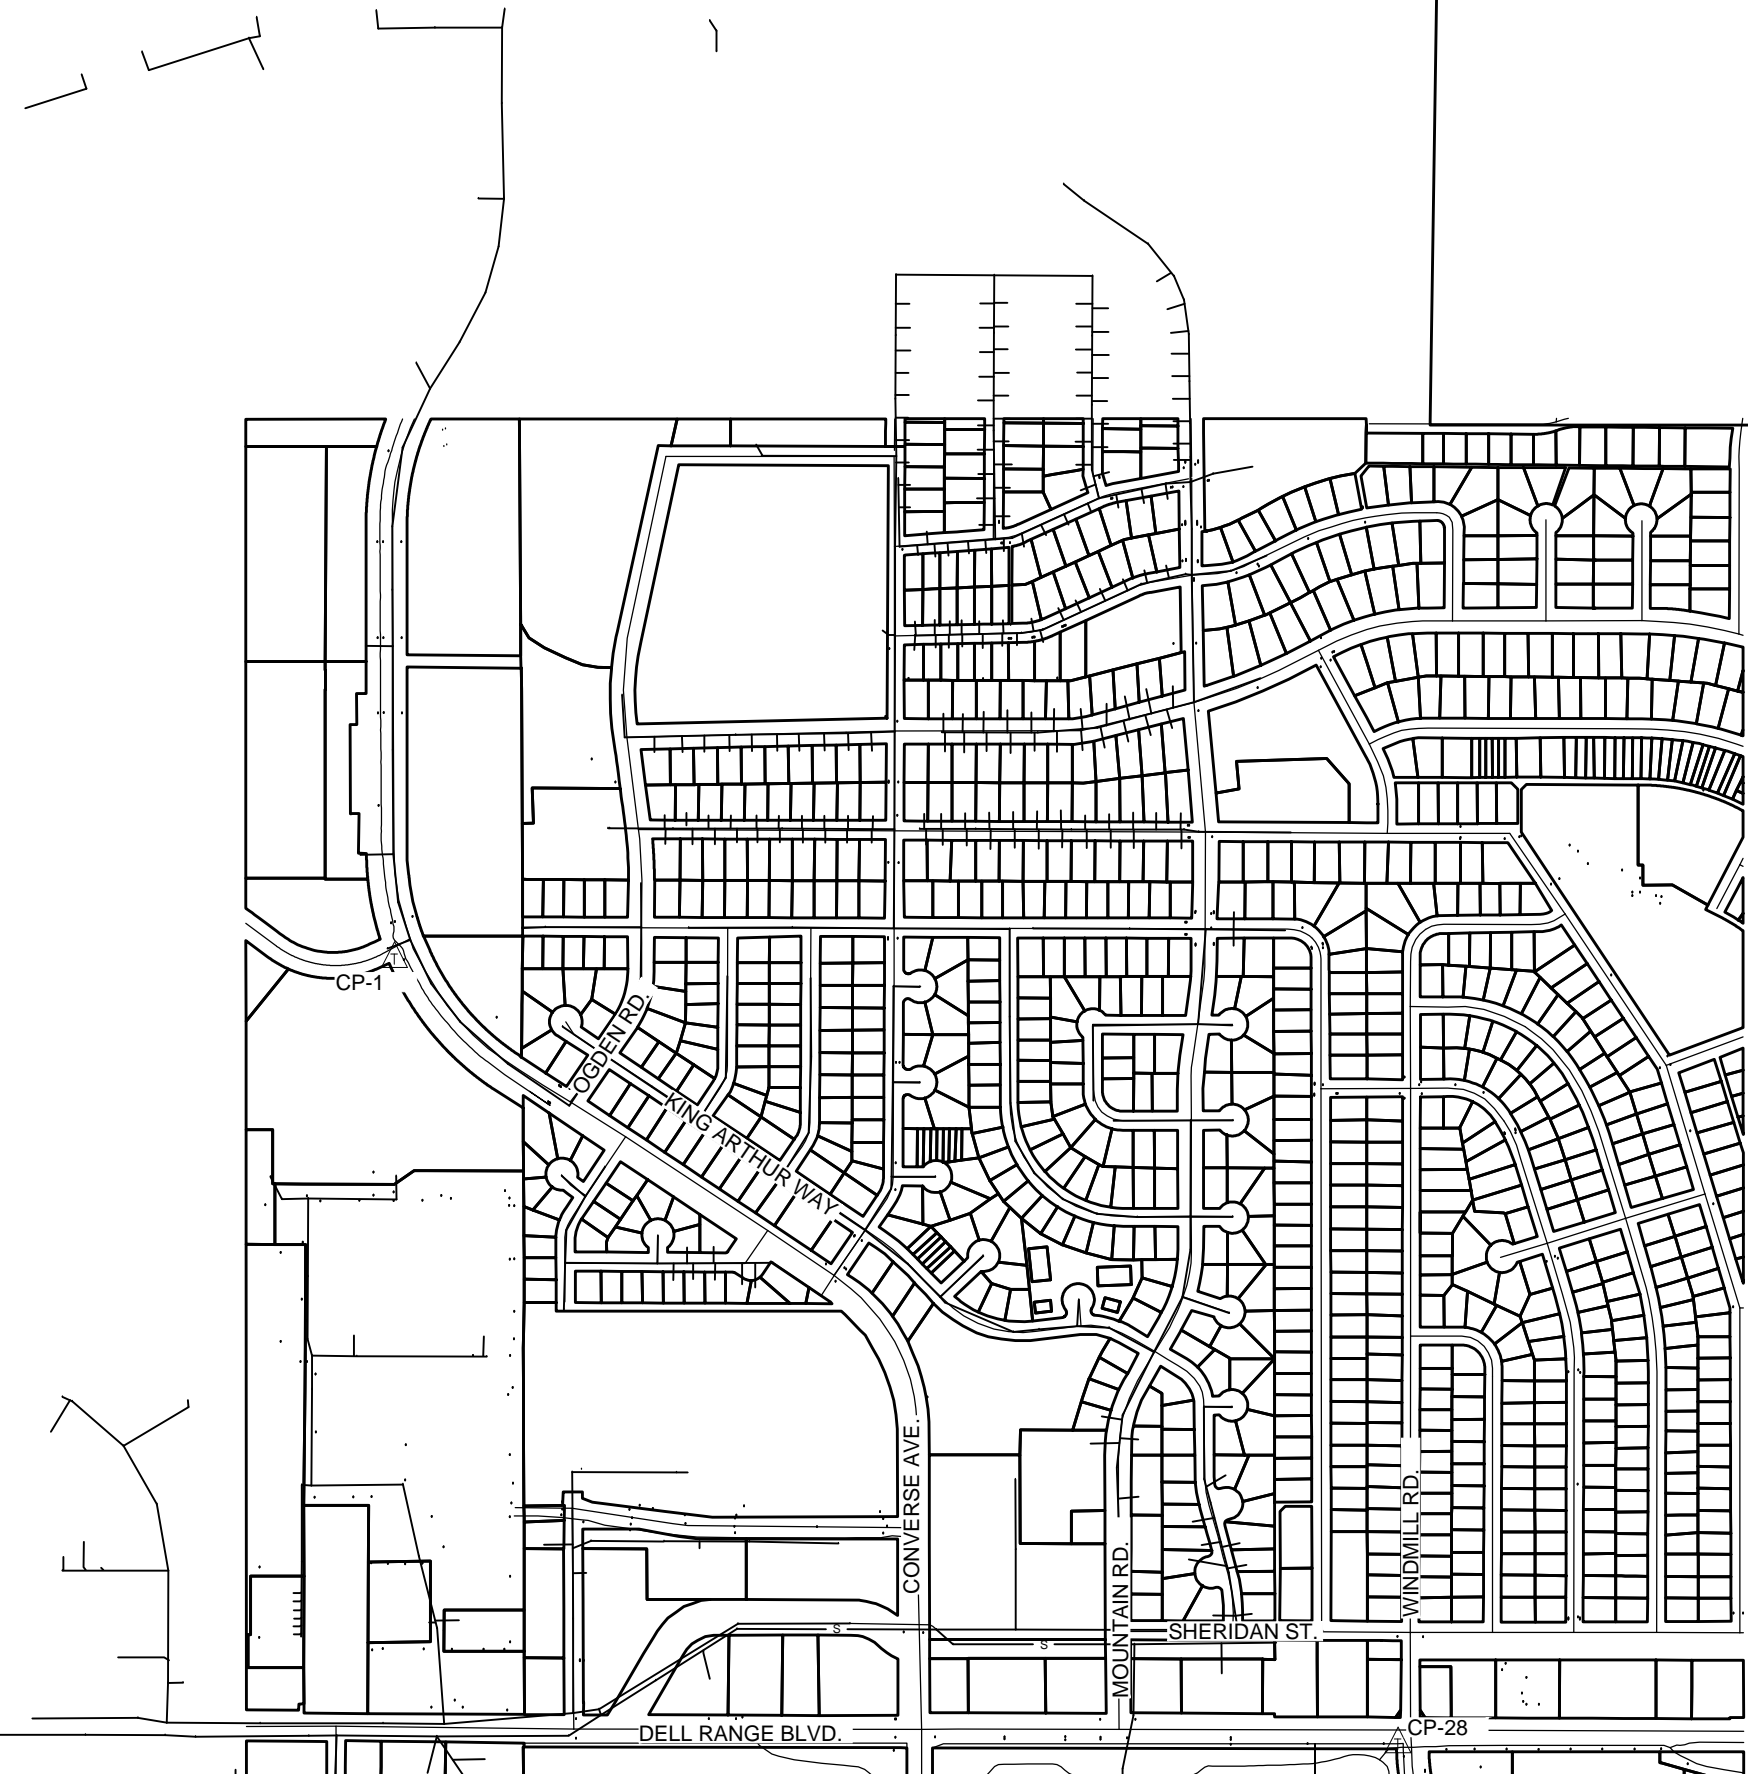 CP-1
T
OGDEN RD.
KING ARTHUR WAY
CONVERSE AVE.
MOUNTAIN RD.
WINDMILL RD.
S
SHERIDAN ST.
S
DELL RANGE BLVD.
CP-28
T